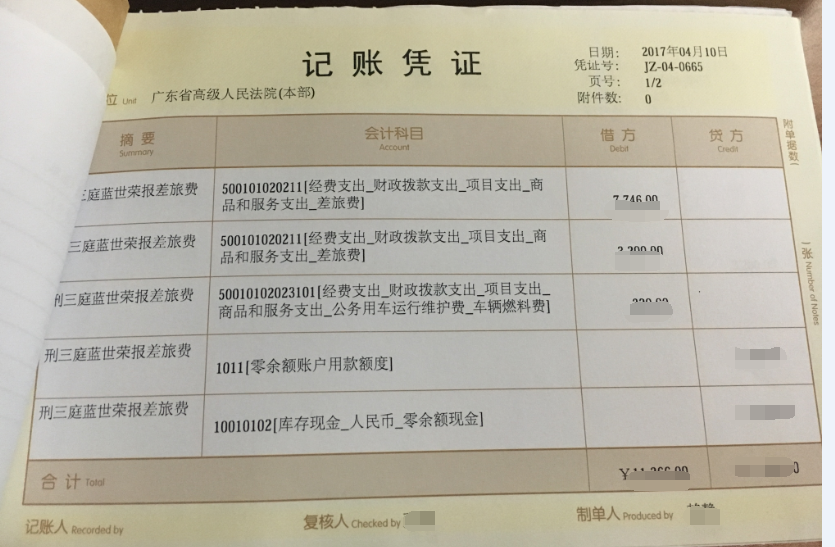 记账凭证
日期: 2017年04月10日
凭证号: JZ-04-0665
页号: 1/2
附件数: 0
位 Unit 广东省高级人民法院(本部)
摘要 会计科目 借方 贷方
Summary Account Debit Credit
附单据数(
三庭蓝世荣报差旅费
500101020211[经费支出_财政拨款支出_项目支出_商
品和服务支出_差旅费]
三庭蓝世荣报差旅费
500101020211[经费支出_财政拨款支出_项目支出_商
品和服务支出_差旅费]
刑三庭蓝世荣报差旅费
50010102023101[经费支出_财政拨款支出_项目支出_
商品和服务支出_公务用车运行维护费_车辆燃料费]
)张 Number of Notes
刑三庭蓝世荣报差旅费
1011[零余额账户用款额度]
刑三庭蓝世荣报差旅费
10010102[库存现金_人民币_零余额现金]
合计 Total
记账人 Recorded by 复核人 Checked by 制单人 Produced by